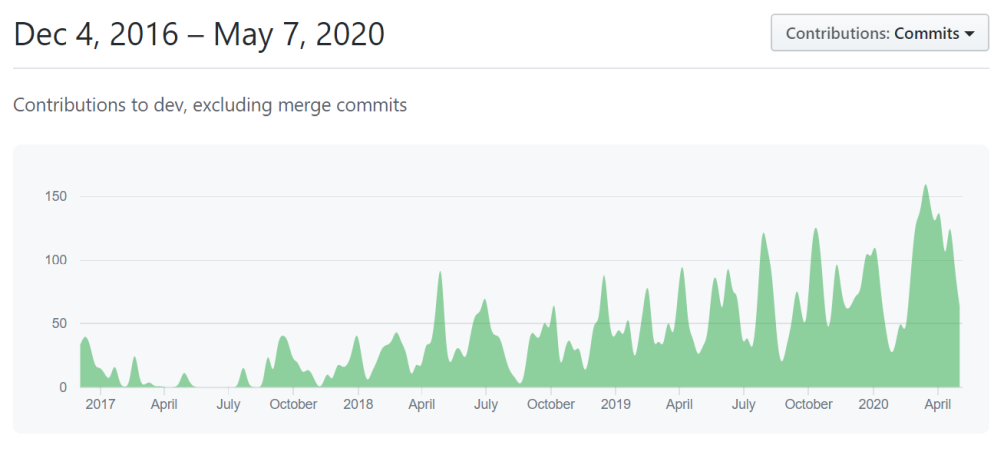 Dec 4, 2016 – May 7, 2020
Contributions: Commits
Contributions to dev, excluding merge commits
150
100
50
0
2017 April July October 2018 April July October 2019 April July October 2020 April